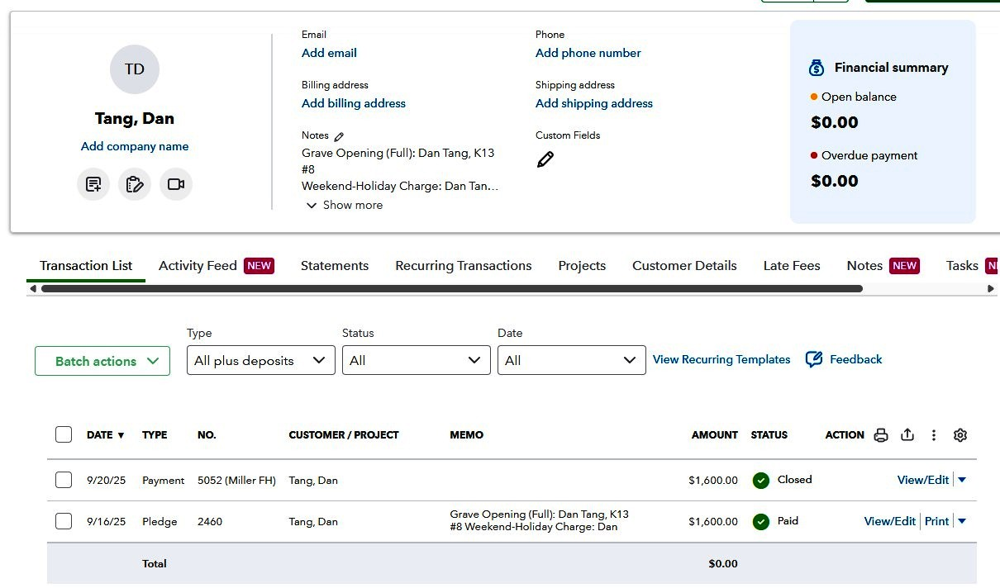 TD
Tang, Dan
Add company name
Email
Add email
Phone
Add phone number
Billing address
Add billing address
Shipping address
Add shipping address
Notes
Grave Opening (Full): Dan Tang, K13
#8
Weekend-Holiday Charge: Dan Tan…
Show more
Custom Fields
Financial summary
Open balance
$0.00
Overdue payment
$0.00
Transaction List Activity Feed NEW Statements Recurring Transactions Projects Customer Details Late Fees Notes NEW Tasks
Batch actions
Type
All plus deposits
Status
All
Date
All
View Recurring Templates
Feedback
DATE ▼ TYPE NO. CUSTOMER / PROJECT MEMO AMOUNT STATUS ACTION
9/20/25 Payment 5052 (Miller FH) Tang, Dan $1,600.00 Closed View/Edit
9/16/25 Pledge 2460 Tang, Dan Grave Opening (Full): Dan Tang, K13
#8 Weekend-Holiday Charge: Dan $1,600.00 Paid View/Edit Print
Total $0.00